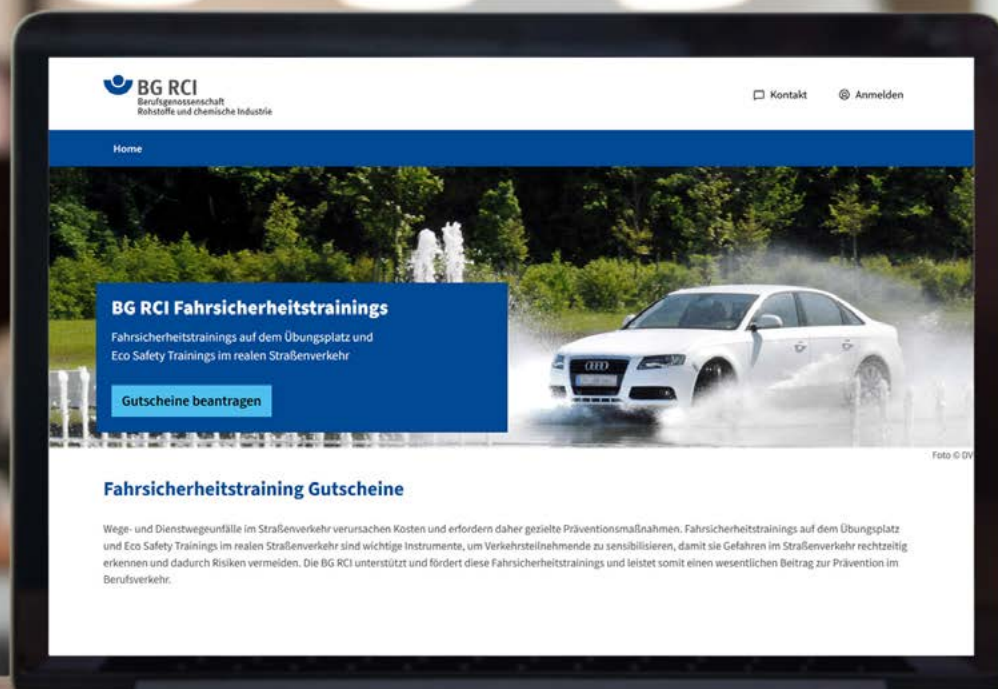 BG RCI
Berufsgenossenschaft
Rohstoffe und chemische Industrie
Kontakt
Anmelden
Home
BG RCI Fahrsicherheitstrainings
Fahrsicherheitstrainings auf dem Übungsplatz und
Eco Safety Trainings im realen Straßenverkehr
Gutscheine beantragen
Foto © DV
Fahrsicherheitstraining Gutscheine
Wege- und Dienstwegeunfälle im Straßenverkehr verursachen Kosten und erfordern daher gezielte Präventionsmaßnahmen. Fahrsicherheitstrainings auf dem Übungsplatz
und Eco Safety Trainings im realen Straßenverkehr sind wichtige Instrumente, um Verkehrsteilnehmende zu sensibilisieren, damit sie Gefahren im Straßenverkehr rechtzeitig
erkennen und dadurch Risiken vermeiden. Die BG RCI unterstützt und fördert diese Fahrsicherheitstrainings und leistet somit einen wesentlichen Beitrag zur Prävention im
Berufsverkehr.